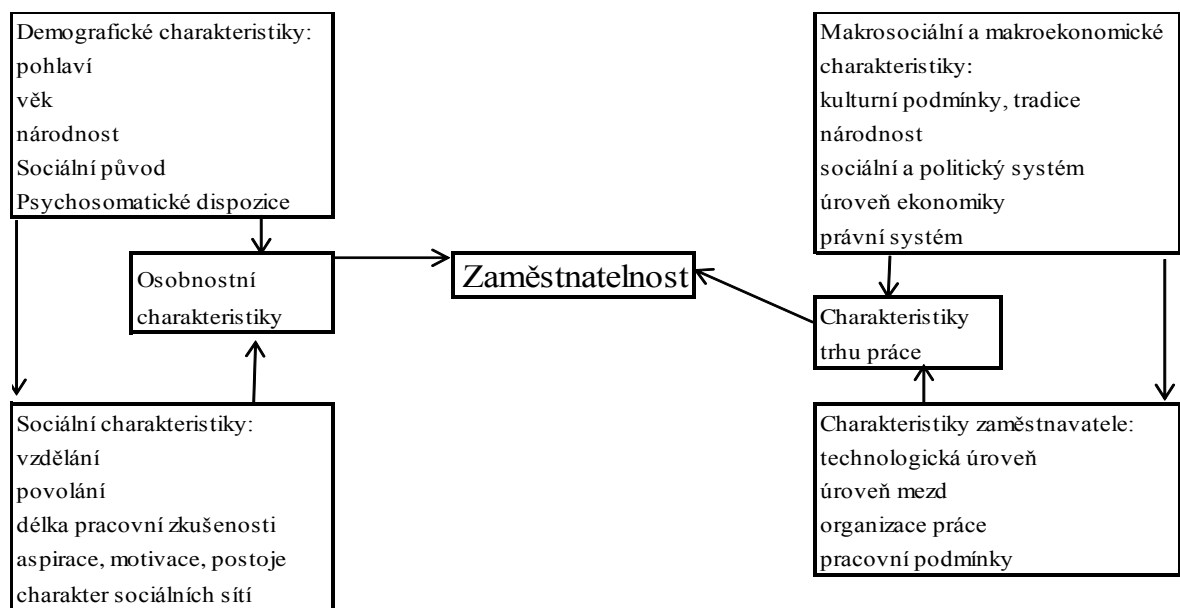 Demografické charakteristiky:
pohlaví
věk
národnost
Sociální původ
Psychosomatické dispozice
Makrosociální a makroekonomické
charakteristiky:
kulturní podmínky, tradice
národnost
sociální a politický systém
úroveň ekonomiky
právní systém
Osobnostní
charakteristiky
Zaměstnatelnost
Charakteristiky
trhu práce
Sociální charakteristiky:
vzdělání
povolání
délka pracovní zkušenosti
aspirace, motivace, postoje
charakter sociálních sítí
Charakteristiky zaměstnavatele:
technologická úroveň
úroveň mezd
organizace práce
pracovní podmínky